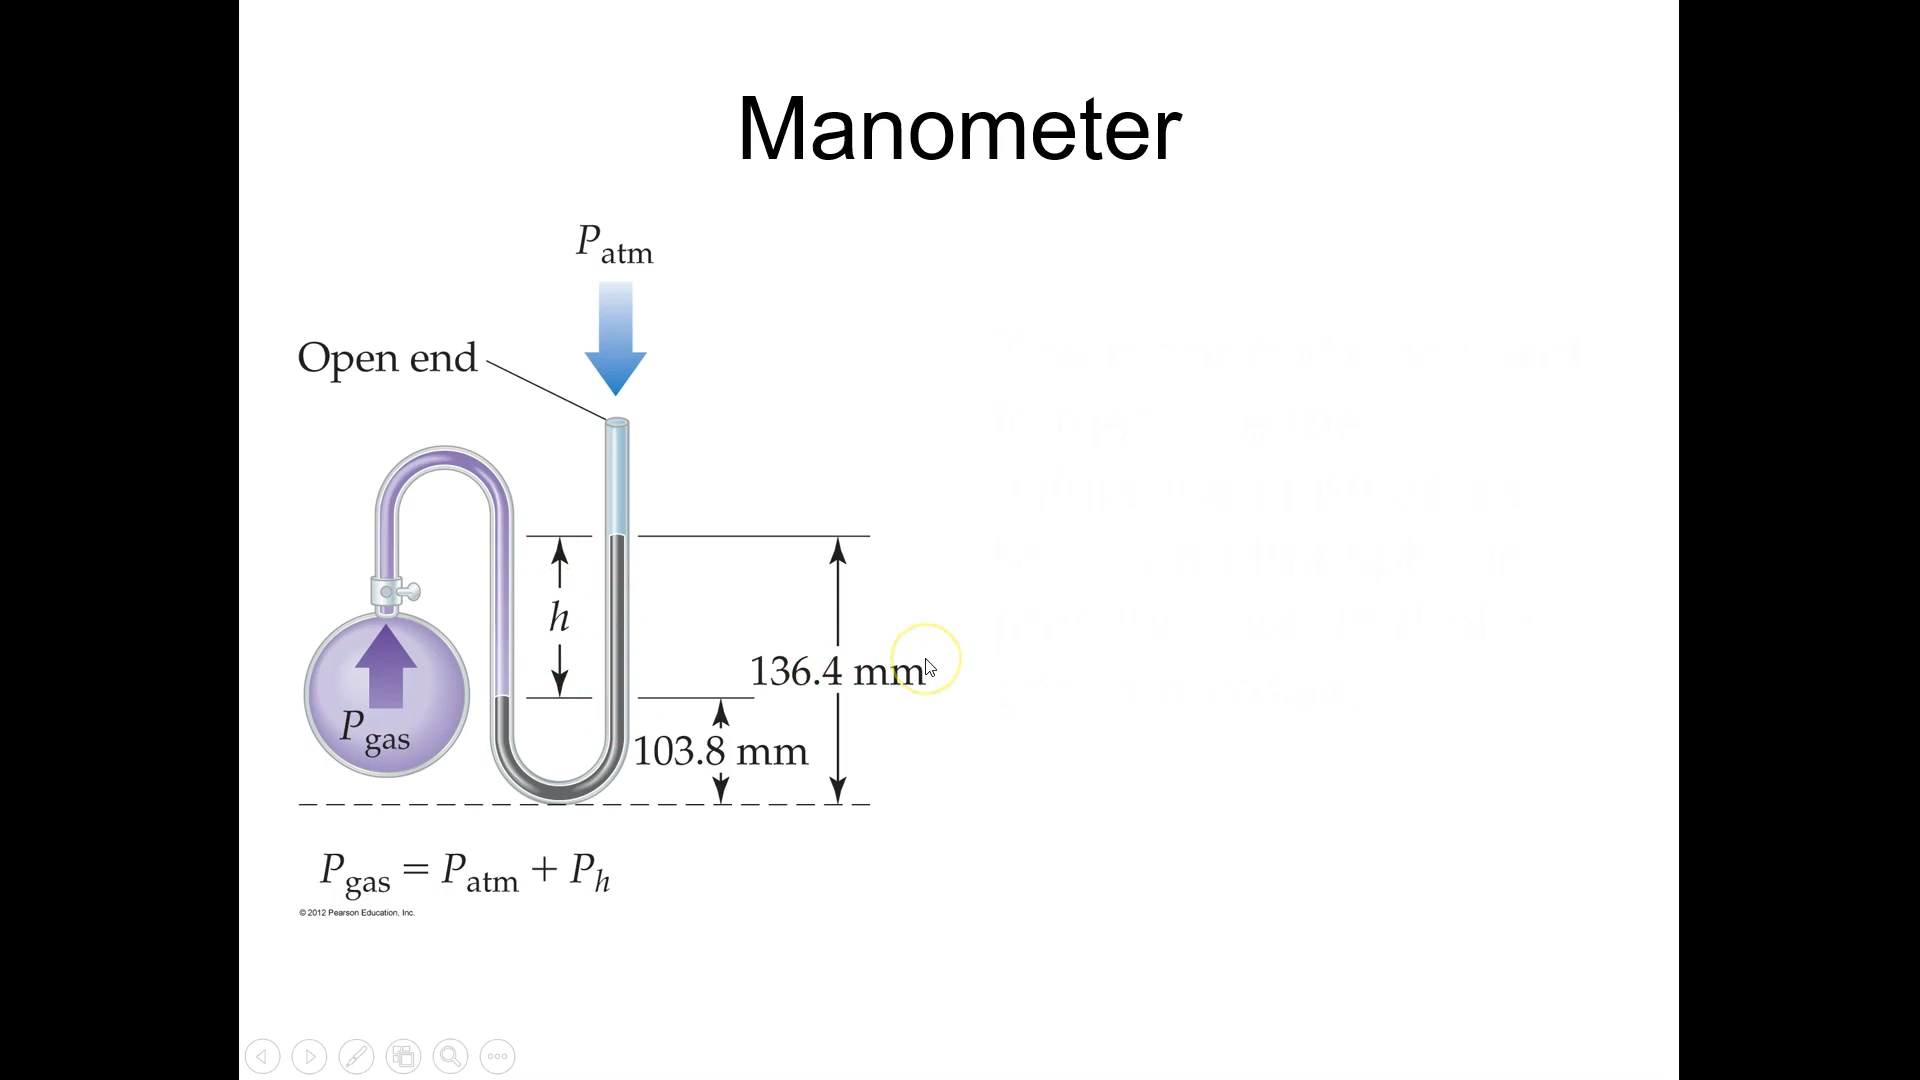 Manometer
P atm
Open end
h
136.4 mm
P gas
103.8 mm
P gas = P atm + P h
© 2012 Pearson Education, Inc.